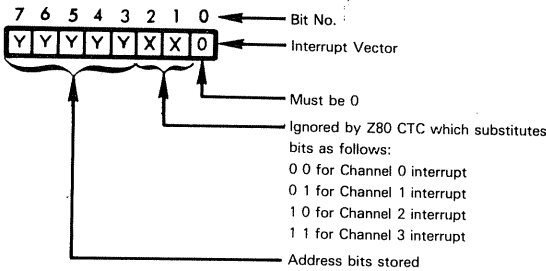 7 6 5 4 3 2 1 0 Bit No.
Y Y Y Y Y X X 0 Interrupt Vector
Must be 0
Ignored by Z80 CTC which substitutes
bits as follows:
0 0 for Channel 0 interrupt
0 1 for Channel 1 interrupt
1 0 for Channel 2 interrupt
1 1 for Channel 3 interrupt
Address bits stored